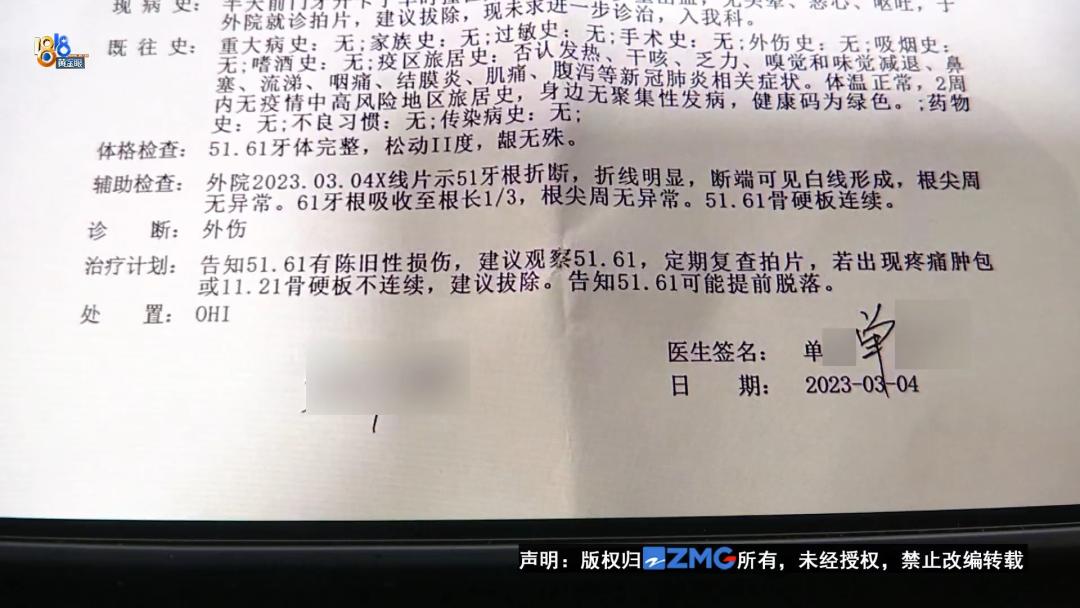 现 病 史：半天前门牙外
外院就诊拍片，建议拔除，现未求进一步诊治，入我科。
既 往 史：重大病史：无;家族史：无;过敏史：无;手术史：无;外伤史：无;吸烟史：
无;嗜酒史：无;疫区旅居史：否认发热、干咳、乏力、嗅觉和味觉减退、鼻
塞、流涕、咽痛、结膜炎、肌痛、腹泻等新冠肺炎相关症状。体温正常，2周
内无疫情中高风险地区旅居史，身边无聚集性发病，健康码为绿色。;药物
史：无;不良习惯：无;传染病史：无;
体格检查：51.61牙体完整，松动II度，龈无殊。
辅助检查：外院2023.03.04X线片示51牙根折断，折线明显，断端可见白线形成，根尖周
无异常。61牙根吸收至根长1/3，根尖周无异常。51.61骨硬板连续。
诊 断：外伤
治疗计划：告知51.61有陈旧性损伤，建议观察51.61，定期复查拍片，若出现疼痛肿包
或11.21骨硬板不连续，建议拔除。告知51.61可能提前脱落。
处 置：OHI
医生签名：单 单
日 期：2023-03-04
1818
黄金眼
声明：版权归ZMG所有，未经授权，禁止改编转载